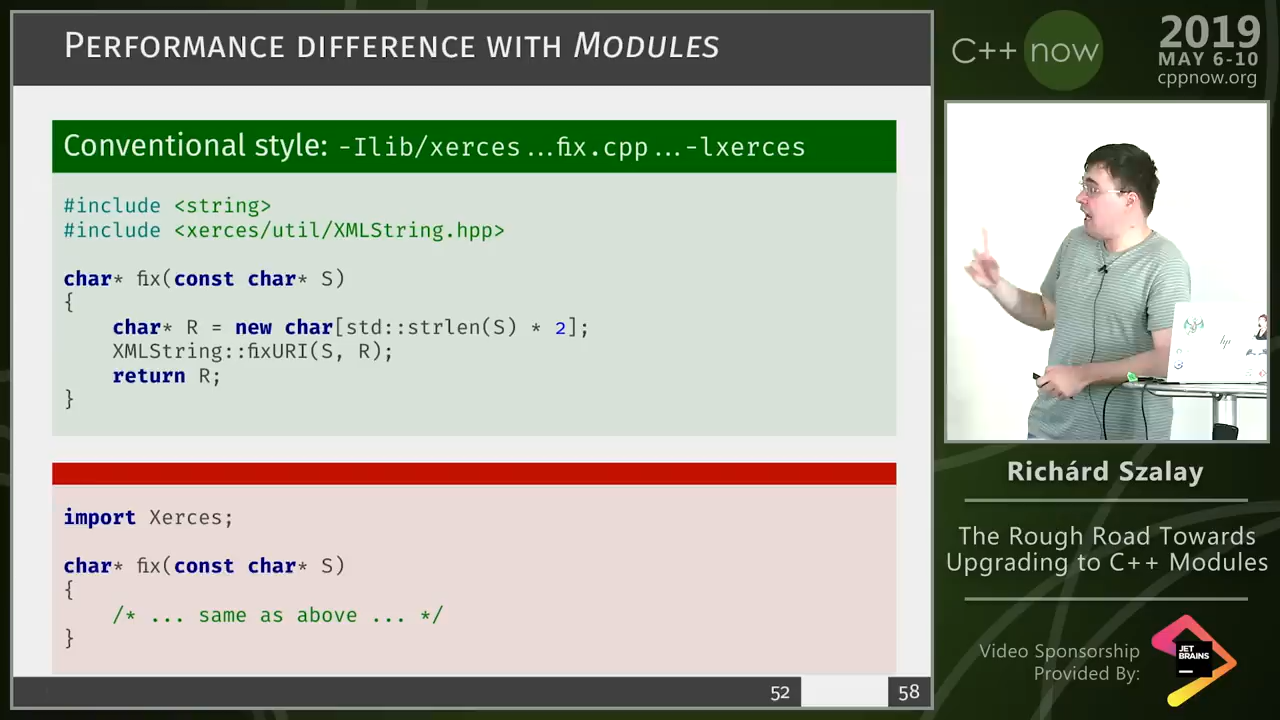 PERFORMANCE DIFFERENCE WITH MODULES
Conventional style: -Ilib/xerces ... fix.cpp ... -lxerces
#include <string>
#include <xerces/util/XMLString.hpp>
char* fix(const char* S)
{
char* R = new char[std::strlen(S) * 2];
XMLString::fixURI(S, R);
return R;
}
import Xerces;
char* fix(const char* S)
{
/* ... same as above ... */
}
52
58
C++ now
2019
MAY 6-10
cppnow.org
hp
Richárd Szalay
The Rough Road Towards
Upgrading to C++ Modules
Video Sponsorship
Provided By:
JET
BRAINS